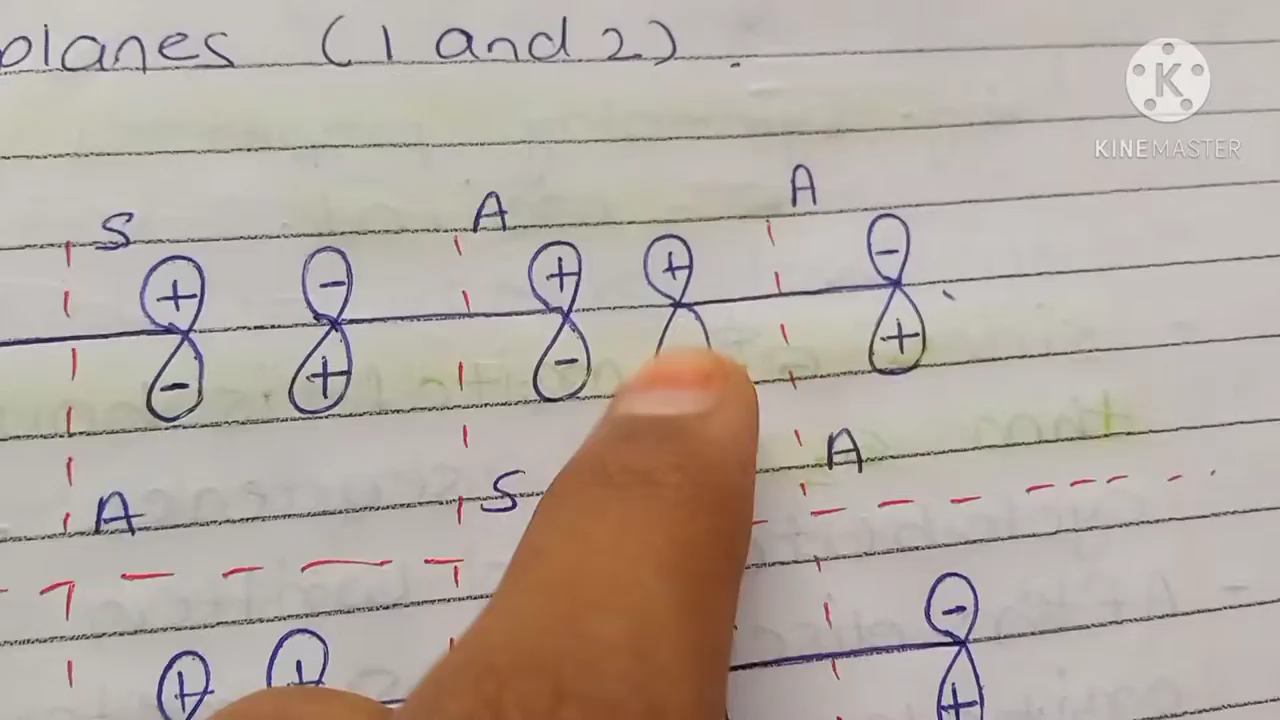 planes (1 and 2).
K
KINEMASTER
S A A
+ - + + -
- + - +
A S A
-
+ + +